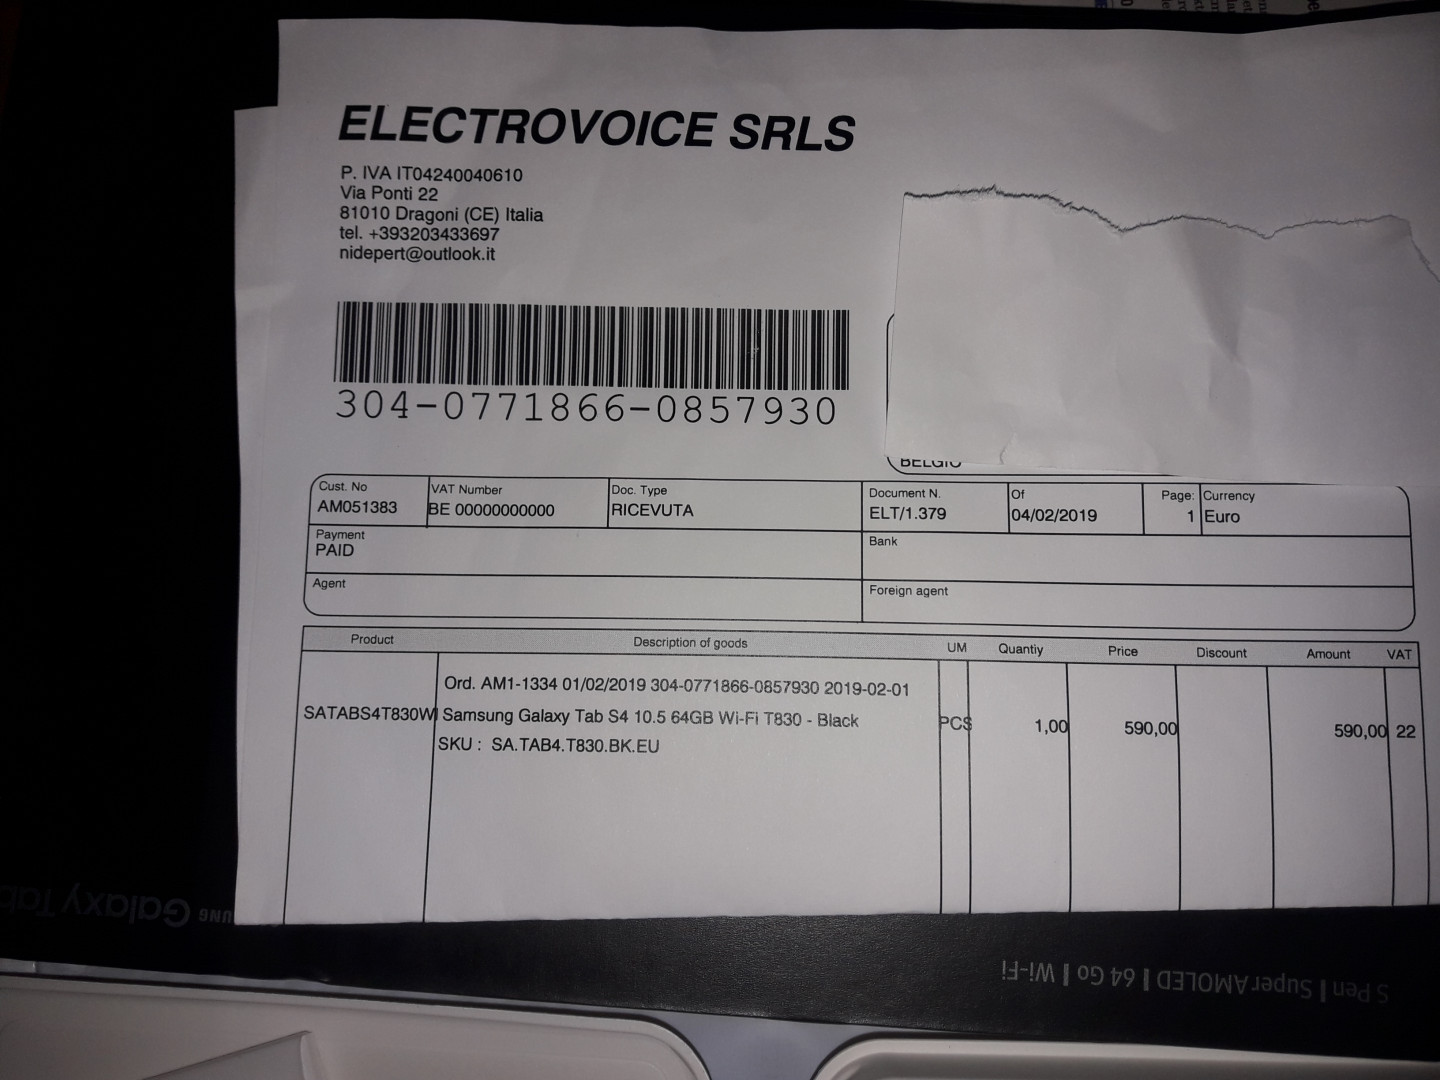 ELECTROVOICE SRLS
P. IVA IT04240040610
Via Ponti 22
81010 Dragoni (CE) Italia
tel. +393203433697
nidepert@outlook.it
304-0771866-0857930
BELGIO
Cust. No VAT Number Doc. Type Document N. Of Page: Currency
AM051383 BE 00000000000 RICEVUTA ELT/1.379 04/02/2019 1 Euro
Payment Bank
PAID
Agent Foreign agent
Product Description of goods UM Quantiy Price Discount Amount VAT
Ord. AM1-1334 01/02/2019 304-0771866-0857930 2019-02-01
SATABS4T830W Samsung Galaxy Tab S4 10.5 64GB Wi-Fi T830 - Black PCS 1,00 590,00 590,00 22
SKU : SA.TAB4.T830.BK.EU
UNG Galaxy Tab
S Pen | Super AMOLED | 64 Go | Wi-Fi